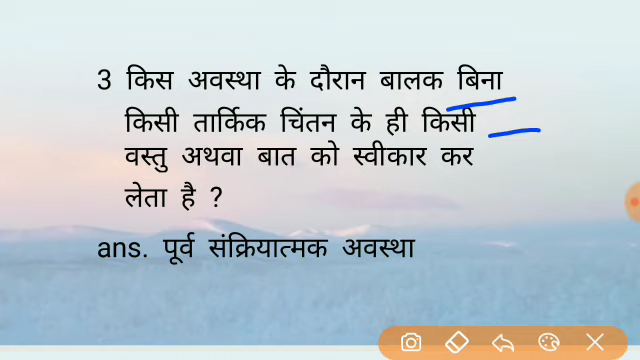 3 किस अवस्था के दौरान बालक बिना
किसी तार्किक चिंतन के ही किसी
वस्तु अथवा बात को स्वीकार कर
लेता है ?
ans. पूर्व संक्रियात्मक अवस्था